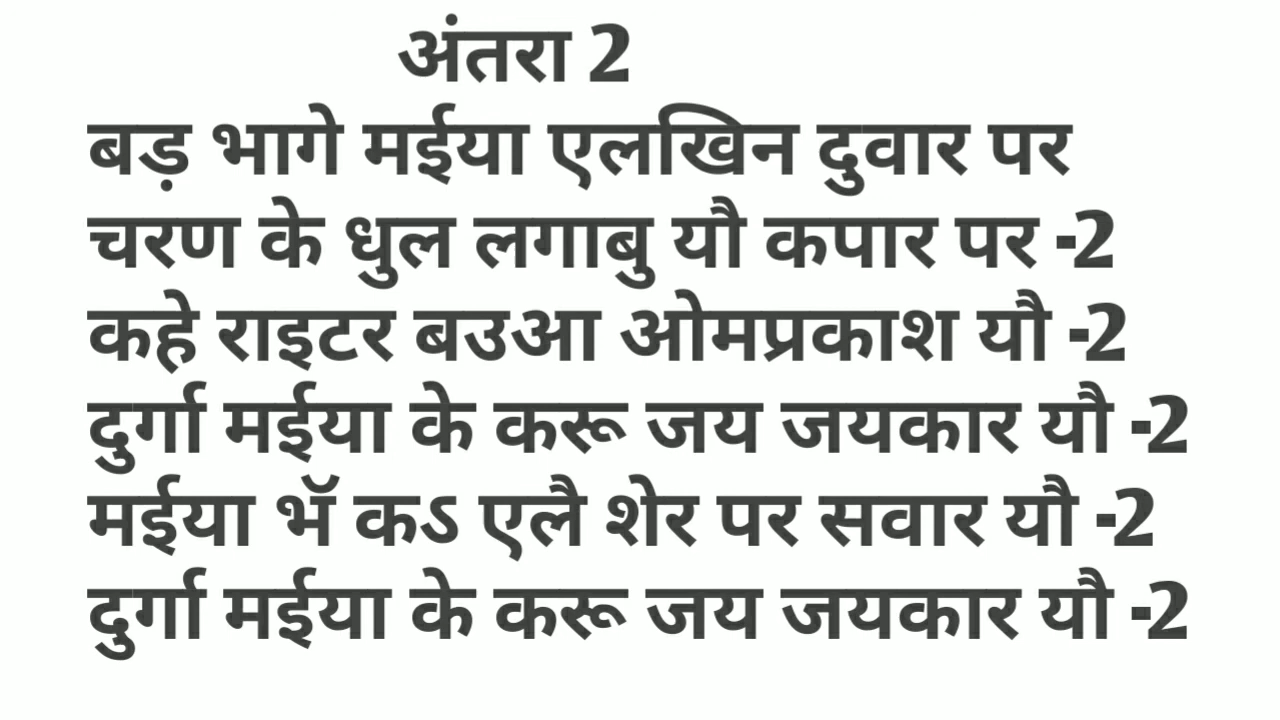 अंतरा 2
बड़ भागे मईया एलखिन दुवार पर
चरण के धुल लगाबु यौ कपार पर -2
कहे राइटर बउआ ओमप्रकाश यौ -2
दुर्गा मईया के करू जय जयकार यौ -2
मईया भॅ कऽ एलै शेर पर सवार यौ -2
दुर्गा मईया के करू जय जयकार यौ -2